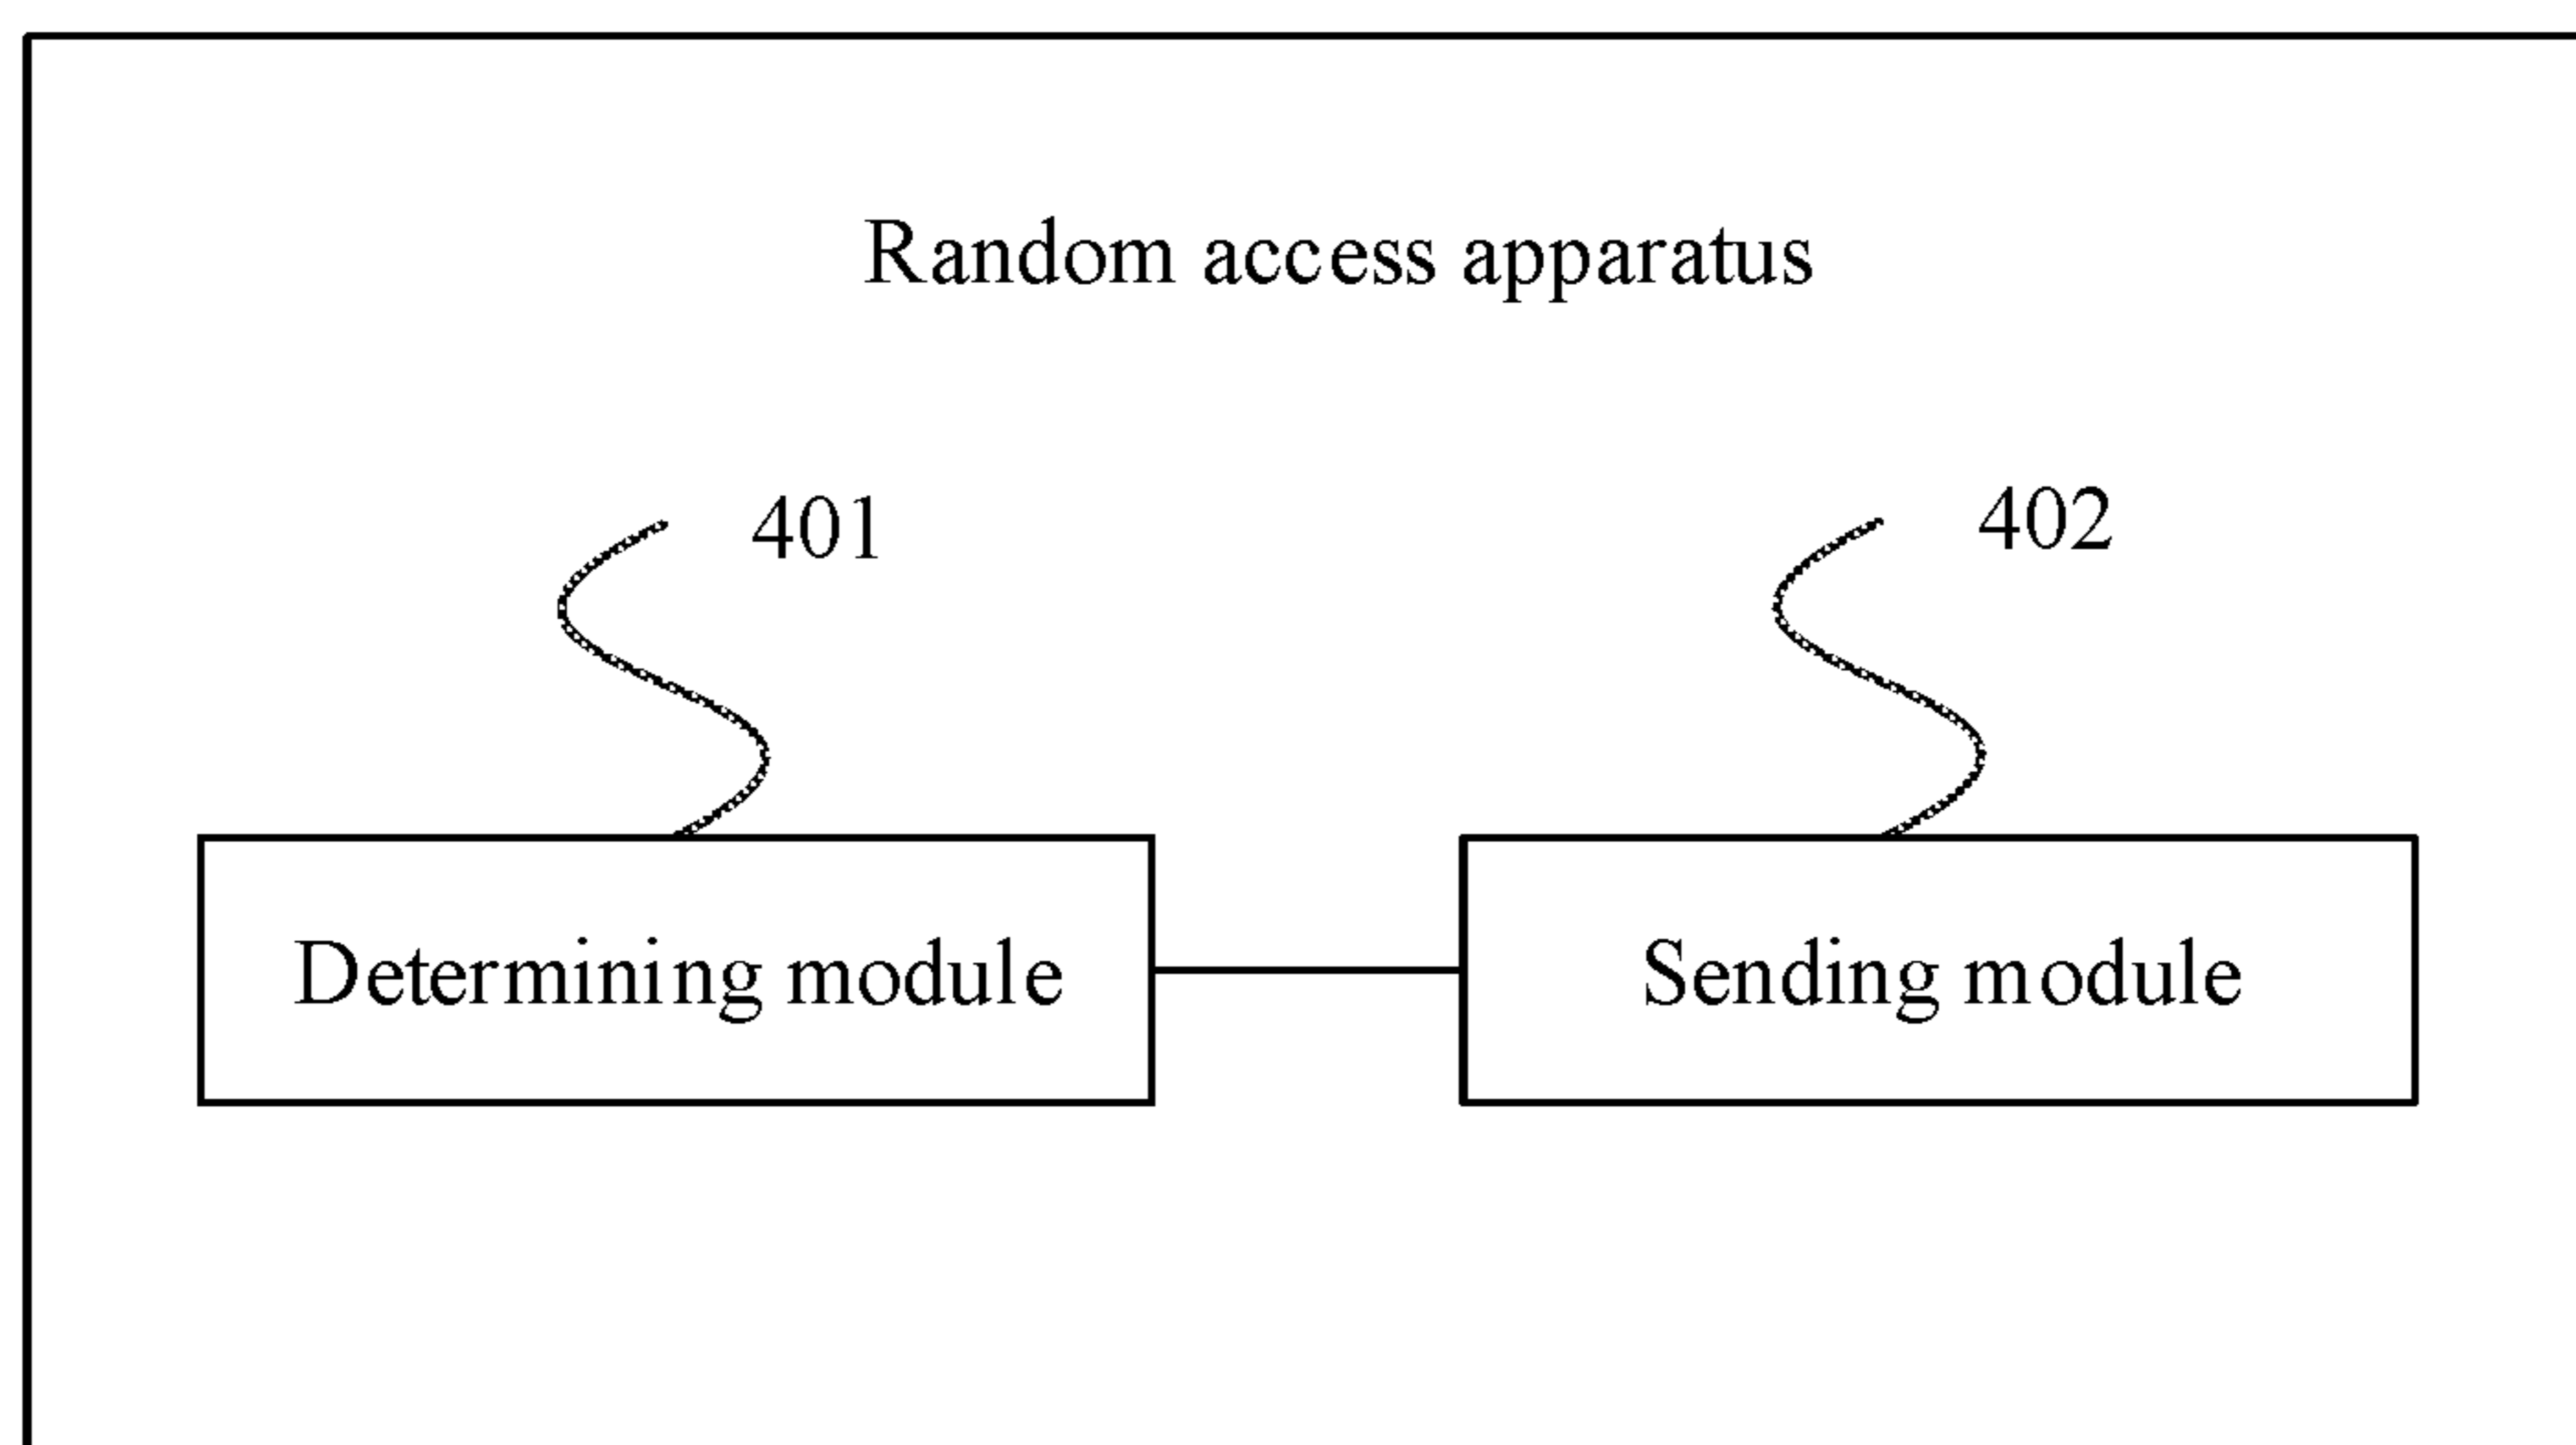 Random access apparatus
401
402
Determining module
Sending module